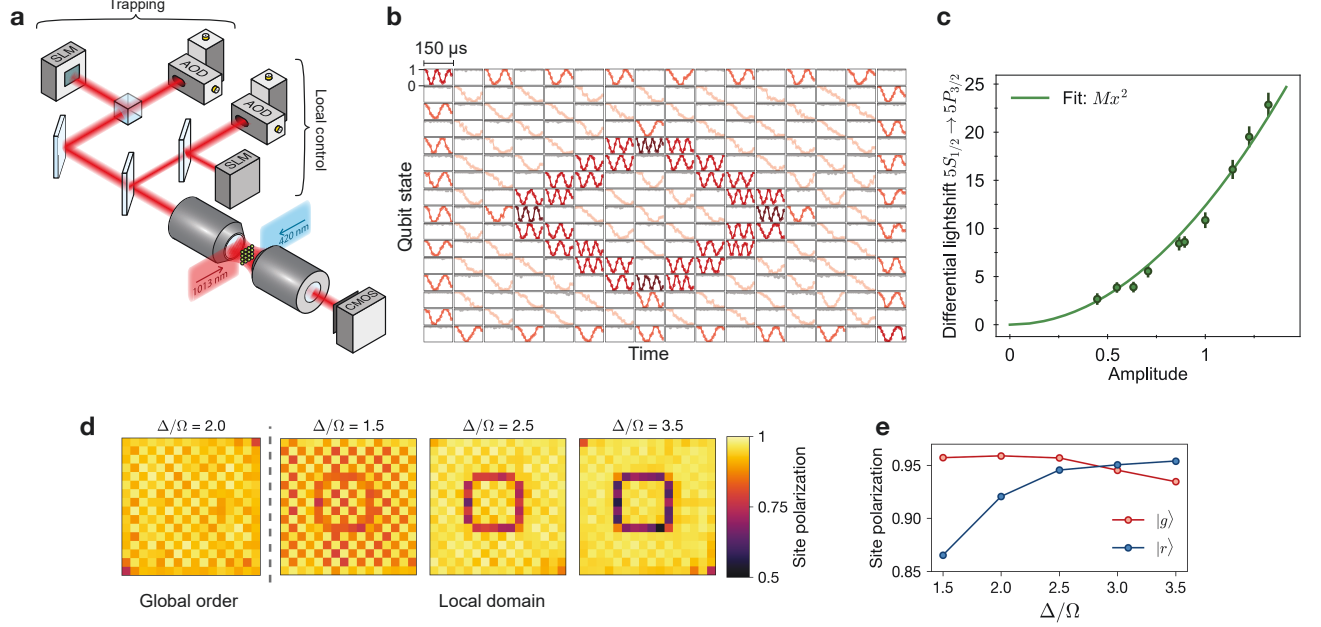 a
Trapping
SLM
AOD
AOD
SLM
Local control
420 nm
1013 nm
CMOS
b
150 μs
1
0
Qubit state
Time
c
Differential lightshift 5S1/2 → 5P3/2
25
20
15
10
5
0
Fit: Mx²
0
0.5
1
Amplitude
d
Δ/Ω = 2.0
Δ/Ω = 1.5
Δ/Ω = 2.5
Δ/Ω = 3.5
1
0.75
0.5
Site polarization
Global order
Local domain
e
Site polarization
0.95
0.90
0.85
|g⟩
|r⟩
1.5
2.0
2.5
3.0
3.5
Δ/Ω